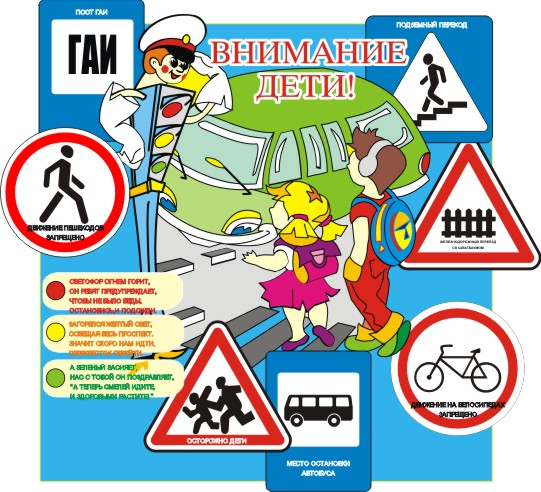 ПОСТ ГАИ
ГАИ
ВНИМАНИЕ
ДЕТИ!
ПОДЗЕМНЫЙ ПЕРЕХОД
ДВИЖЕНИЕ ПЕШЕХОДОВ
ЗАПРЕЩЕНО
ЖЕЛЕЗНОДОРОЖНЫЙ ПЕРЕЕЗД
СО ШЛАГБАУМОМ
СВЕТОФОР ОГНЕМ ГОРИТ,
ОН РЕБЯТ ПРЕДУПРЕЖДАЕТ,
ЧТОБЫ НЕ БЫЛО БЕДЫ,
ОСТАНОВИСЬ И ПОДОЖДИ.
ЗАГОРЕЛСЯ ЖЕЛТЫЙ СВЕТ,
ОСВЕЩАЯ ВЕСЬ ПРОСПЕКТ.
ЗНАЧИТ СКОРО НАМ ИДТИ,
А ЗЕЛЕНЫЙ ЗАСИЯЕТ,
НАС С ТОБОЙ ОН ПОЗДРАВЛЯЕТ,
"А ТЕПЕРЬ СМЕЛЕЙ ИДИТЕ,
И ЗДОРОВЫМИ РАСТИТЕ!"
ОСТОРОЖНО ДЕТИ
МЕСТО ОСТАНОВКИ
АВТОБУСА
ДВИЖЕНИЕ НА ВЕЛОСИПЕДАХ
ЗАПРЕЩЕНО